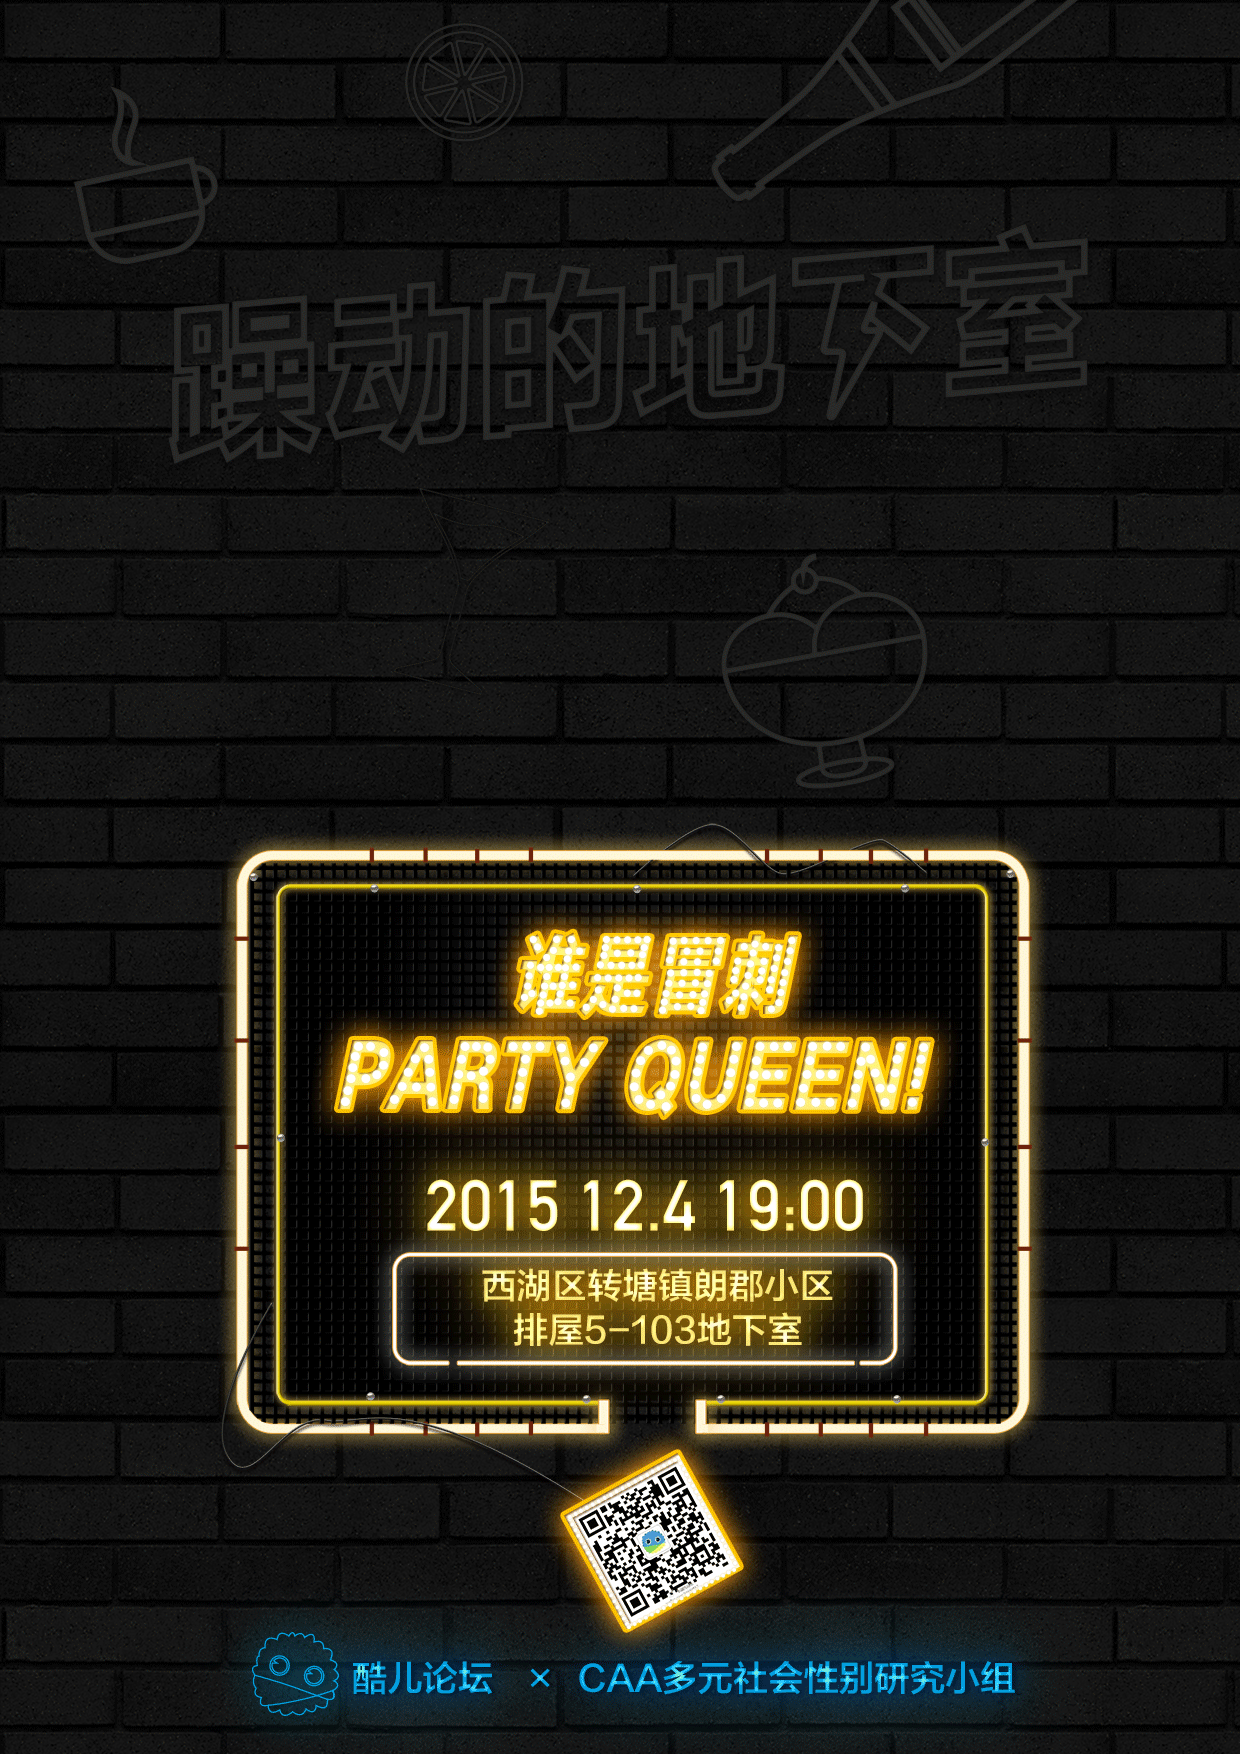 躁动的地下室
谁是冒刺
PARTY QUEEN!
2015 12.4 19:00
西湖区转塘镇朗郡小区
排屋5-103地下室
酷儿论坛 × CAA多元社会性别研究小组